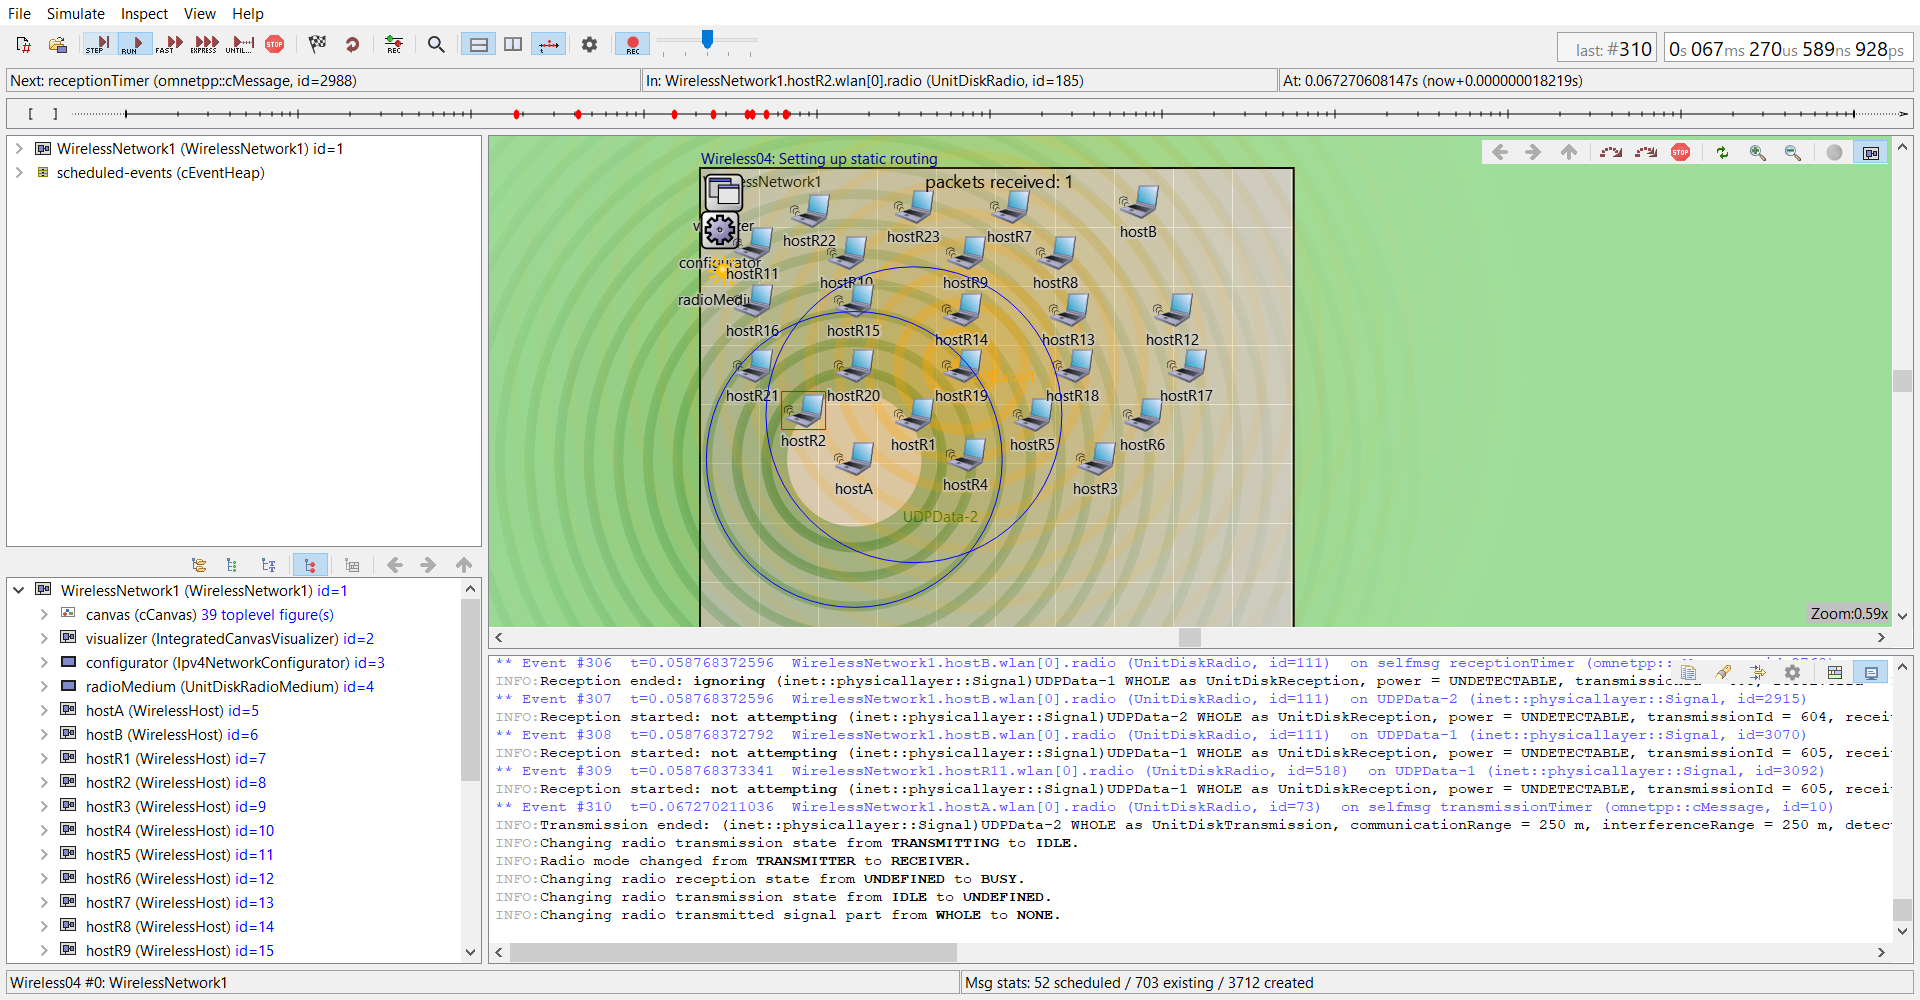 File Simulate Inspect View Help
STEP RUN FAST EXPRESS UNTIL... STOP REC REC
last: #310 0s 067ms 270us 589ns 928ps
Next: receptionTimer (omnetpp::cMessage, id=2988) In: WirelessNetwork1.hostR2.wlan[0].radio (UnitDiskRadio, id=185) At: 0.067270608147s (now+0.000000018219s)
[ ]
WirelessNetwork1 (WirelessNetwork1) id=1
scheduled-events (cEventHeap)
Wireless04: Setting up static routing
STOP
packets received: 1
hostR22
hostR23
hostR7
hostB
configurator
hostR11
hostR10
hostR9
hostR8
hostR16
hostR15
hostR14
hostR13
hostR12
hostR21
hostR20
hostR19
hostR18
hostR17
hostR2
hostR1
hostR5
hostR6
hostA
hostR4
hostR3
UDPData-2
Zoom:0.59x
WirelessNetwork1 (WirelessNetwork1) id=1
canvas (cCanvas) 39 toplevel figure(s)
visualizer (IntegratedCanvasVisualizer) id=2
configurator (Ipv4NetworkConfigurator) id=3
radioMedium (UnitDiskRadioMedium) id=4
hostA (WirelessHost) id=5
hostB (WirelessHost) id=6
hostR1 (WirelessHost) id=7
hostR2 (WirelessHost) id=8
hostR3 (WirelessHost) id=9
hostR4 (WirelessHost) id=10
hostR5 (WirelessHost) id=11
hostR6 (WirelessHost) id=12
hostR7 (WirelessHost) id=13
hostR8 (WirelessHost) id=14
hostR9 (WirelessHost) id=15
** Event #306 t=0.058768372596 WirelessNetwork1.hostB.wlan[0].radio (UnitDiskRadio, id=111) on selfmsg receptionTimer (omnetpp::
INFO:Reception ended: ignoring (inet::physicallayer::Signal)UDPData-1 WHOLE as UnitDiskReception, power = UNDETECTABLE,
** Event #307 t=0.058768372596 WirelessNetwork1.hostB.wlan[0].radio (UnitDiskRadio, id=111) on UDPData-2 (inet::physicallayer::Signal, id=2915)
INFO:Reception started: not attempting (inet::physicallayer::Signal)UDPData-2 WHOLE as UnitDiskReception, power = UNDETECTABLE, transmissionId = 604, recei
** Event #308 t=0.058768372792 WirelessNetwork1.hostB.wlan[0].radio (UnitDiskRadio, id=111) on UDPData-1 (inet::physicallayer::Signal, id=3070)
INFO:Reception started: not attempting (inet::physicallayer::Signal)UDPData-1 WHOLE as UnitDiskReception, power = UNDETECTABLE, transmissionId = 605, recei
** Event #309 t=0.058768373341 WirelessNetwork1.hostR11.wlan[0].radio (UnitDiskRadio, id=518) on UDPData-1 (inet::physicallayer::Signal, id=3092)
INFO:Reception started: not attempting (inet::physicallayer::Signal)UDPData-1 WHOLE as UnitDiskReception, power = UNDETECTABLE, transmissionId = 605, recei
** Event #310 t=0.067270211036 WirelessNetwork1.hostA.wlan[0].radio (UnitDiskRadio, id=73) on selfmsg transmissionTimer (omnetpp::cMessage, id=10)
INFO:Transmission ended: (inet::physicallayer::Signal)UDPData-2 WHOLE as UnitDiskTransmission, communicationRange = 250 m, interferenceRange = 250 m, detec
INFO:Changing radio transmission state from TRANSMITTING to IDLE.
INFO:Radio mode changed from TRANSMITTER to RECEIVER.
INFO:Changing radio reception state from UNDEFINED to BUSY.
INFO:Changing radio transmission state from IDLE to UNDEFINED.
INFO:Changing radio transmitted signal part from WHOLE to NONE.
Wireless04 #0: WirelessNetwork1 Msg stats: 52 scheduled / 703 existing / 3712 created